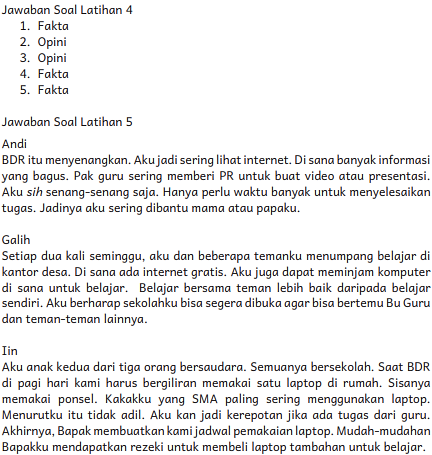 Jawaban Soal Latihan 4
1. Fakta
2. Opini
3. Opini
4. Fakta
5. Fakta
Jawaban Soal Latihan 5
Andi
BDR itu menyenangkan. Aku jadi sering lihat internet. Di sana banyak informasi
yang bagus. Pak guru sering memberi PR untuk buat video atau presentasi.
Aku sih senang-senang saja. Hanya perlu waktu banyak untuk menyelesaikan
tugas. Jadinya aku sering dibantu mama atau papaku.
Galih
Setiap dua kali seminggu, aku dan beberapa temanku menumpang belajar di
kantor desa. Di sana ada internet gratis. Aku juga dapat meminjam komputer
di sana untuk belajar. Belajar bersama teman lebih baik daripada belajar
sendiri. Aku berharap sekolahku bisa segera dibuka agar bisa bertemu Bu Guru
dan teman-teman lainnya.
Iin
Aku anak kedua dari tiga orang bersaudara. Semuanya bersekolah. Saat BDR
di pagi hari kami harus bergiliran memakai satu laptop di rumah. Sisanya
memakai ponsel. Kakakku yang SMA paling sering menggunakan laptop.
Menurutku itu tidak adil. Aku kan jadi kerepotan jika ada tugas dari guru.
Akhirnya, Bapak membuatkan kami jadwal pemakaian laptop. Mudah-mudahan
Bapakku mendapatkan rezeki untuk membeli laptop tambahan untuk belajar.